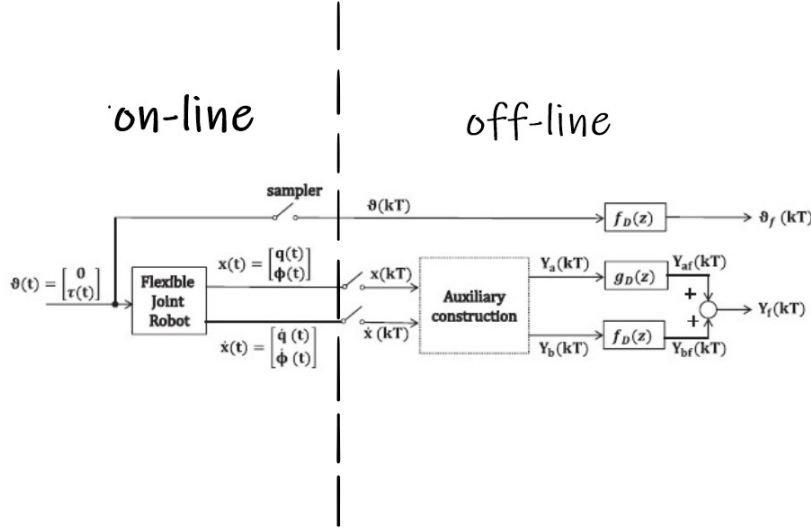 on-line
off-line
sampler
ϑ(kT)
f_D(z)
ϑ_f (kT)
ϑ(t) = [0 τ(t)]
Flexible
Joint
Robot
x(t) = [q(t) ϕ(t)]
x(kT)
Auxiliary
construction
Y_a(kT)
g_D(z)
Y_af(kT)
+
+
Y_f(kT)
ẋ(t) = [q̇ (t) ϕ̇ (t)]
ẋ (kT)
Y_b(kT)
f_D(z)
Y_bf(kT)